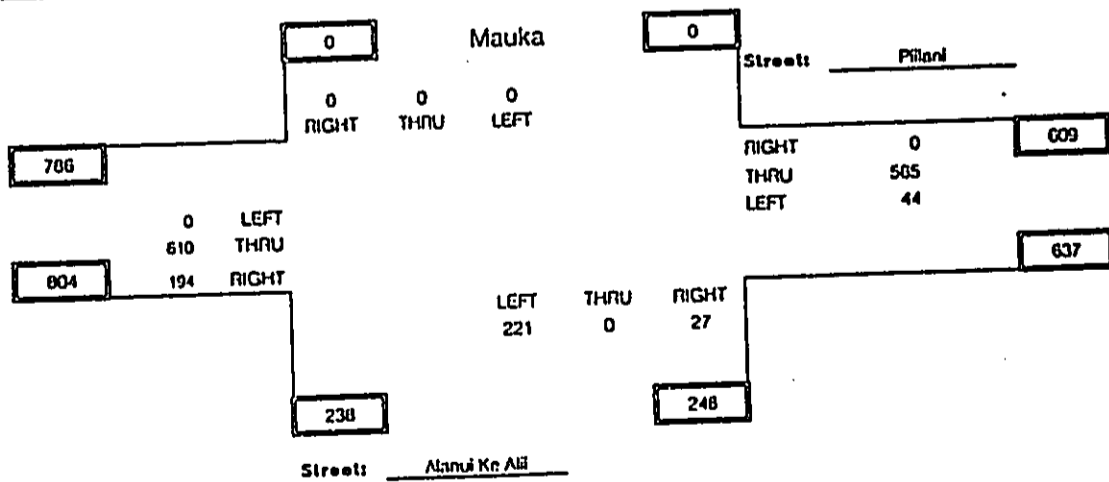 0 Mauka 0
Street: Piilani
0 0 0
RIGHT THRU LEFT
786
RIGHT 0
609
THRU 565
LEFT 44
0 LEFT
610 THRU
804 194 RIGHT
637
LEFT THRU RIGHT
221 0 27
238
248
Street: Alanui Ke Alii